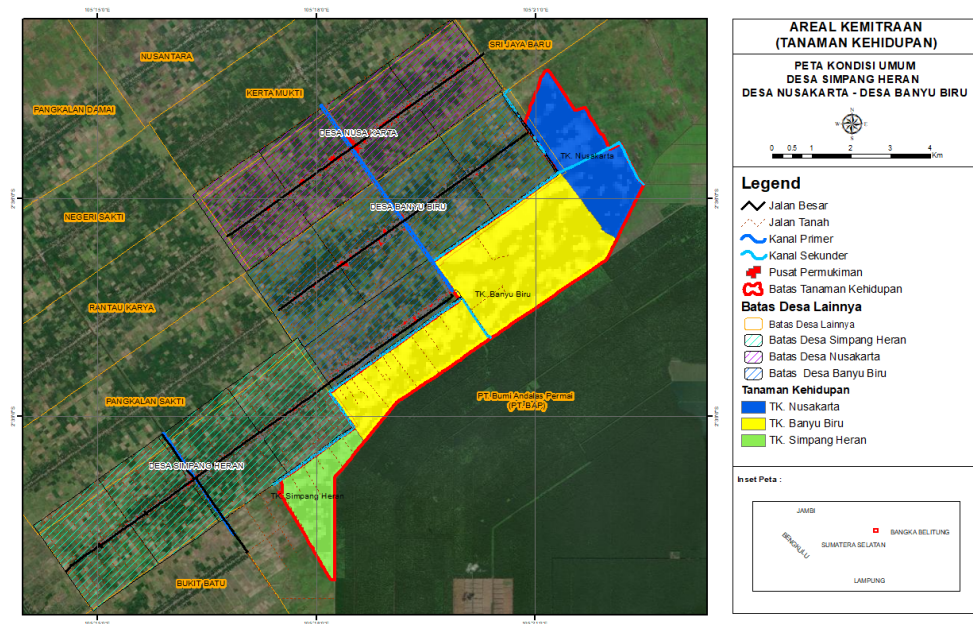 AREAL KEMITRAAN
(TANAMAN KEHIDUPAN)
PETA KONDISI UMUM
DESA SIMPANG HERAN
DESA NUSAKARTA - DESA BANYU BIRU
N
W
E
S
0 0.5 1 2 3 4
Km
Legend
Jalan Besar
Jalan Tanah
Kanal Primer
Kanal Sekunder
Pusat Permukiman
Batas Tanaman Kehidupan
Batas Desa Lainnya
Batas Desa Lainnya
Batas Desa Simpang Heran
Batas Desa Nusakarta
Batas Desa Banyu Biru
Tanaman Kehidupan
TK. Nusakarta
TK. Banyu Biru
TK. Simpang Heran
Inset Peta :
JAMBI
BENGKULU
SUMATERA SELATAN
BANGKA BELITUNG
LAMPUNG
NUSANTARA
SRI JAYA BARU
KERTA MUKTI
PANGKALAN DAMAI
DESA NUSA KARTA
TK. Nusakarta
DESA BANYU BIRU
NEGERI SAKTI
TK. Banyu Biru
RANTAU KARYA
PANGKALAN SAKTI
PT. Bumi Andalas Permai
(PT. BAP)
DESA SIMPANG HERAN
TK. Simpang Heran
BUKIT BATU